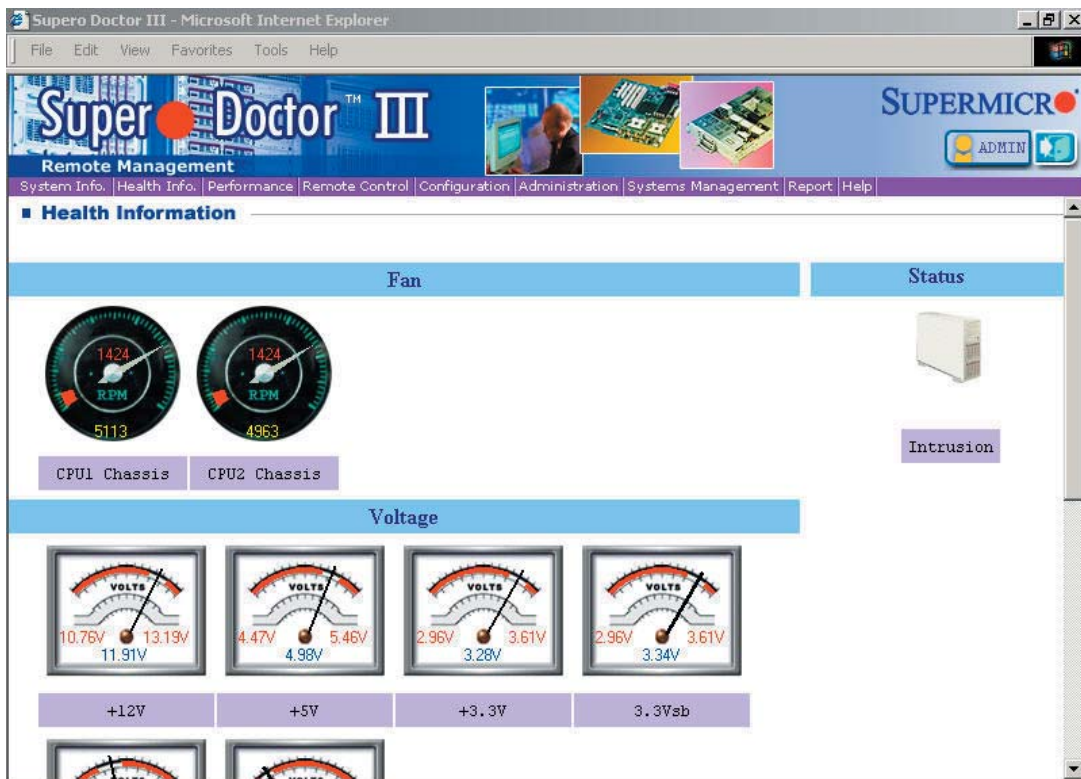 Supero Doctor III - Microsoft Internet Explorer
File Edit View Favorites Tools Help
Super Doctor™ III
Remote Management
SUPERMICRO
ADMIN
System Info. Health Info. Performance Remote Control Configuration Administration Systems Management Report Help
Health Information
Fan
Status
1424
RPM
5113
1424
RPM
4963
CPU1 Chassis
CPU2 Chassis
Intrusion
Voltage
VOLTS
10.76V 13.19V
11.91V
VOLTS
4.47V 5.46V
4.98V
VOLTS
2.96V 3.61V
3.28V
VOLTS
2.96V 3.61V
3.34V
+12V
+5V
+3.3V
3.3Vsb